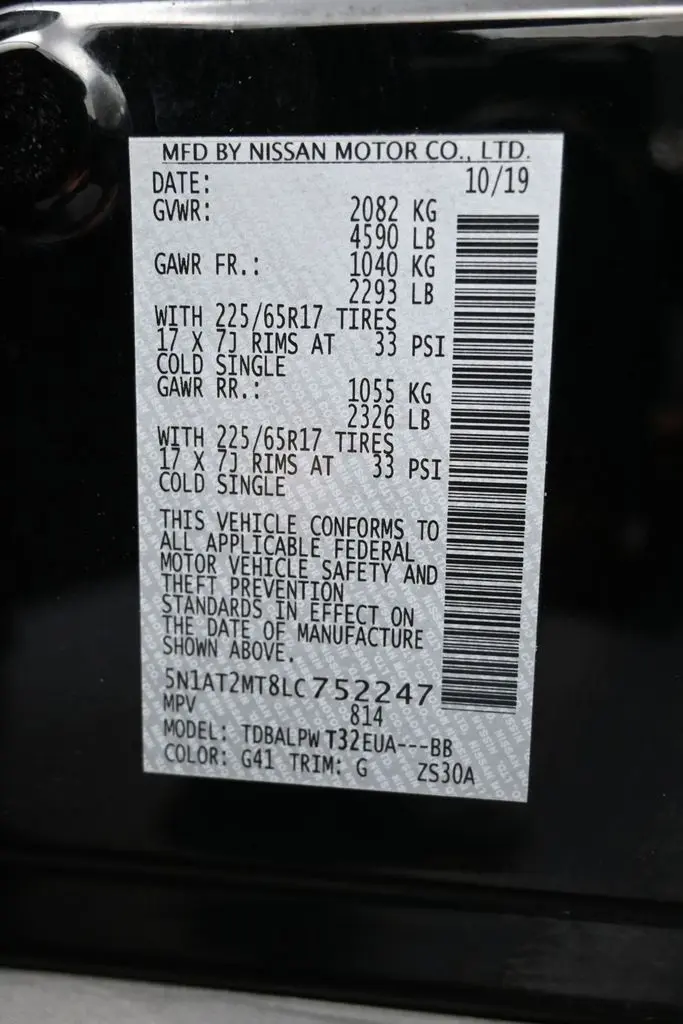 MFD BY NISSAN MOTOR CO., LTD.
DATE: 10/19
GVWR: 2082 KG
4590 LB
GAWR FR.: 1040 KG
2293 LB
WITH 225/65R17 TIRES
17 X 7J RIMS AT 33 PSI
COLD SINGLE
GAWR RR.: 1055 KG
2326 LB
WITH 225/65R17 TIRES
17 X 7J RIMS AT 33 PSI
COLD SINGLE
THIS VEHICLE CONFORMS TO
ALL APPLICABLE FEDERAL
MOTOR VEHICLE SAFETY AND
THEFT PREVENTION
STANDARDS IN EFFECT ON
THE DATE OF MANUFACTURE
SHOWN ABOVE.
5N1AT2MT8LC752247
MPV 814
MODEL: TDBALPW T32EUA---BB
COLOR: G41 TRIM: G ZS30A